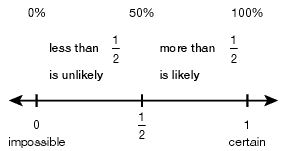 0% 50% 100%
less than 1/2 more than 1/2
is unlikely is likely
0 1/2 1
impossible certain